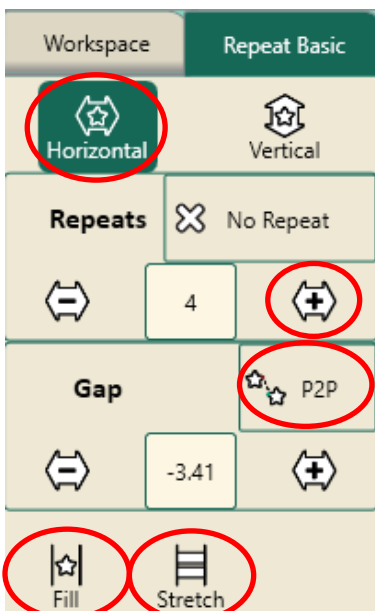 Workspace Repeat Basic
Horizontal Vertical
Repeats No Repeat
4
Gap P2P
-3.41
Fill Stretch